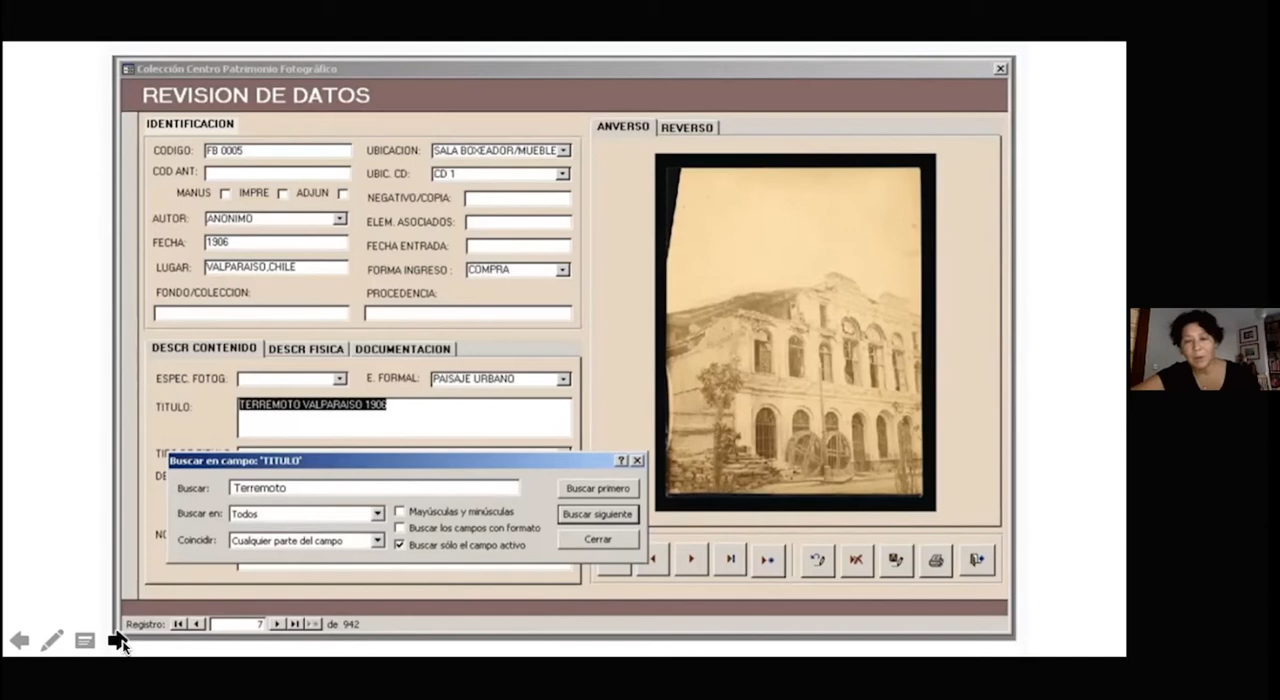 Colección Centro Patrimonio Fotográfico
REVISION DE DATOS
IDENTIFICACION
CODIGO: FB 0005
UBICACION: SALA BOXEADOR/MUEBLE
COD ANT:
UBIC. CD: CD 1
MANUS IMPRE ADJUN
NEGATIVO/COPIA:
AUTOR: ANONIMO
ELEM. ASOCIADOS:
FECHA: 1906
FECHA ENTRADA:
LUGAR: VALPARAISO,CHILE
FORMA INGRESO : COMPRA
FONDO/COLECCION:
PROCEDENCIA:
ANVERSO REVERSO
DESCR CONTENIDO DESCR FISICA DOCUMENTACION
ESPEC. FOTOG:
E. FORMAL: PAISAJE URBANO
TITULO: TERREMOTO VALPARAISO 1906
Buscar en campo: 'TITULO'
Buscar: Terremoto
Buscar primero
Buscar en: Todos
Mayúsculas y minúsculas
Buscar siguiente
Buscar los campos con formato
Coincidir: Cualquier parte del campo
Buscar sólo el campo activo
Cerrar
Registro: 7 de 942